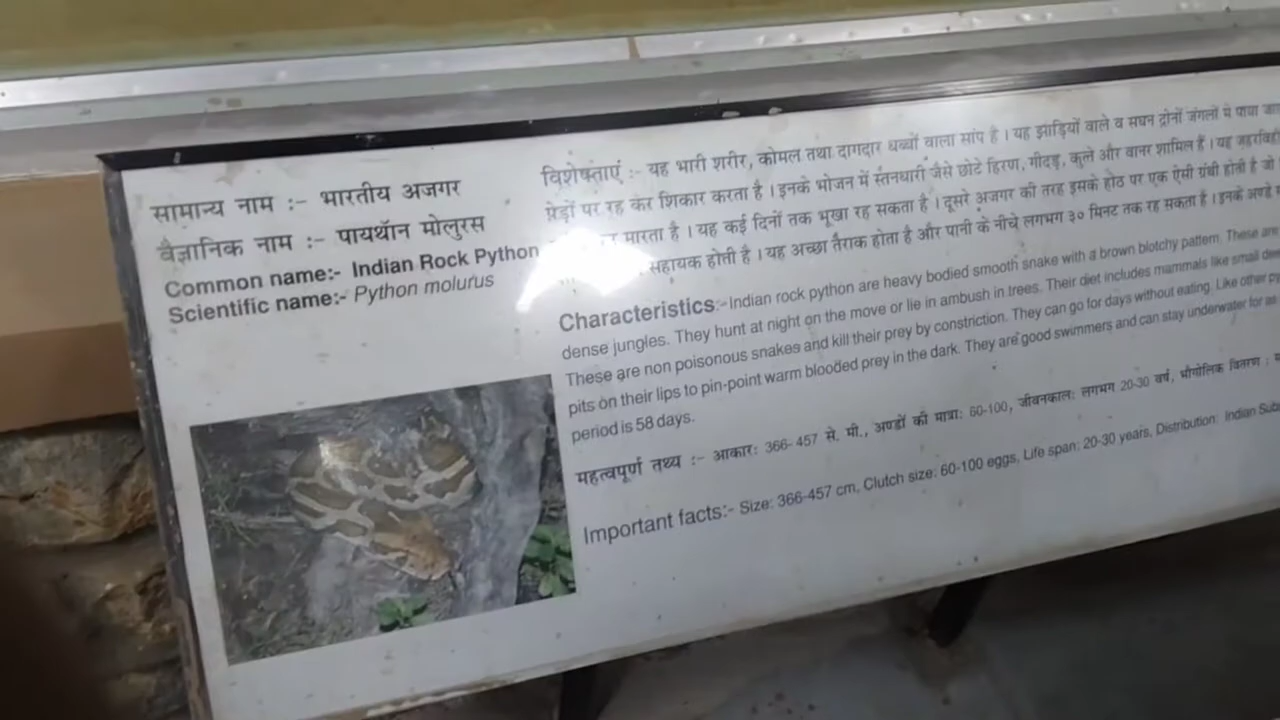 सामान्य नाम :- भारतीय अजगर
वैज्ञानिक नाम :- पायथॉन मोलुरस
Common name:- Indian Rock Python
Scientific name:- Python molurus
विशेषताएं :- यह भारी शरीर, कोमल तथा दागदार धब्बों वाला सांप है । यह झाड़ियों वाले व सघन दोनों जंगलों में पाया
पेड़ों पर रह कर शिकार करता है । इनके भोजन में स्तनधारी जैसे छोटे हिरण, गीदड़, कुत्ते और वानर शामिल हैं । यह
मारता है । यह कई दिनों तक भूखा रह सकता है । दूसरे अजगर की तरह इसके होठ पर एक ऐसी ग्रंथी होती है जो
सहायक होती है । यह अच्छा तैराक होता है और पानी के नीचे लगभग ३० मिनट तक रह सकता है । इनके अण्डे
Characteristics:-Indian rock python are heavy bodied smooth snake with a brown blotchy pattern. These are
dense jungles. They hunt at night on the move or lie in ambush in trees. Their diet includes mammals like small
These are non poisonous snakes and kill their prey by constriction. They can go for days without eating. Like other
pits on their lips to pin-point warm blooded prey in the dark. They are good swimmers and can stay underwater for
period is 58 days.
महत्वपूर्ण तथ्य :- आकार: 366- 457 से. मी., अण्डों की मात्रा: 60-100, जीवनकाल: लगभग 20-30 वर्ष, भौगोलिक वितरण :
Important facts:- Size: 366-457 cm, Clutch size: 60-100 eggs, Life span: 20-30 years, Distribution: Indian